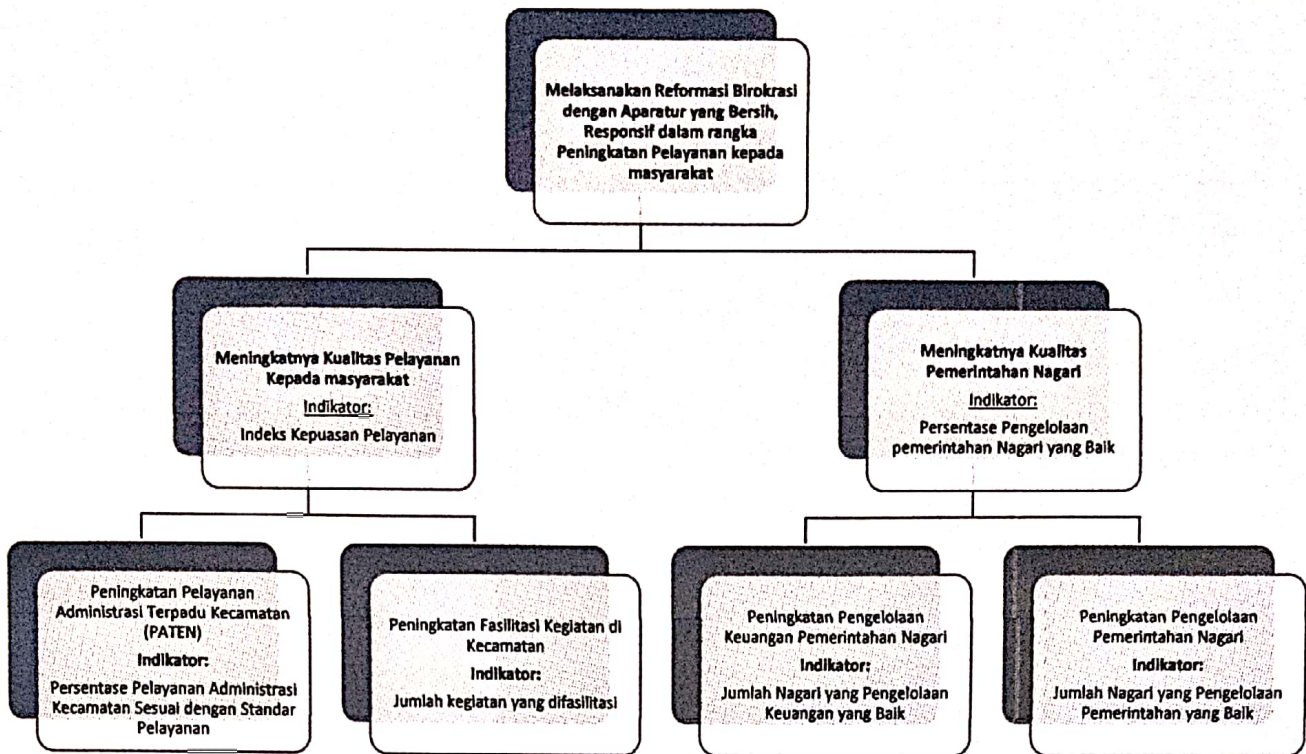 Melaksanakan Reformasi Birokrasi
dengan Aparatur yang Bersih,
Responsif dalam rangka
Peningkatan Pelayanan kepada
masyarakat
Meningkatnya Kualitas Pelayanan
Kepada masyarakat
Indikator:
Indeks Kepuasan Pelayanan
Meningkatnya Kualitas
Pemerintahan Nagari
Indikator:
Persentase Pengelolaan
pemerintahan Nagari yang Baik
Peningkatan Pelayanan
Administrasi Terpadu Kecamatan
(PATEN)
Indikator:
Persentase Pelayanan Administrasi
Kecamatan Sesuai dengan Standar
Pelayanan
Peningkatan Fasilitasi Kegiatan di
Kecamatan
Indikator:
Jumlah kegiatan yang difasilitasi
Peningkatan Pengelolaan
Keuangan Pemerintahan Nagari
Indikator:
Jumlah Nagari yang Pengelolaan
Keuangan yang Baik
Peningkatan Pengelolaan
Pemerintahan Nagari
Indikator:
Jumlah Nagari yang Pengelolaan
Pemerintahan yang Baik